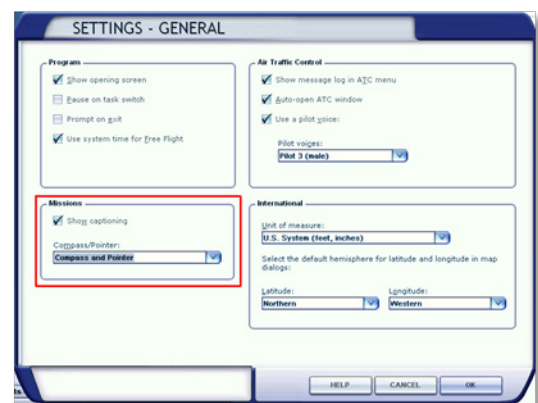 SETTINGS - GENERAL
Program
Show opening screen
Pause on task switch
Prompt on exit
Use system time for Free Flight
Air Traffic Control
Show message log in ATC menu
Auto-open ATC window
Use a pilot voice:
Pilot voices:
Pilot 3 (male)
Missions
Show captioning
Compass/Pointer:
Compass and Pointer
International
Unit of measure:
U.S. System (feet, inches)
Select the default hemisphere for latitude and longitude in map
dialogs:
Latitude: Longitude:
Northern Western
ts
HELP CANCEL OK